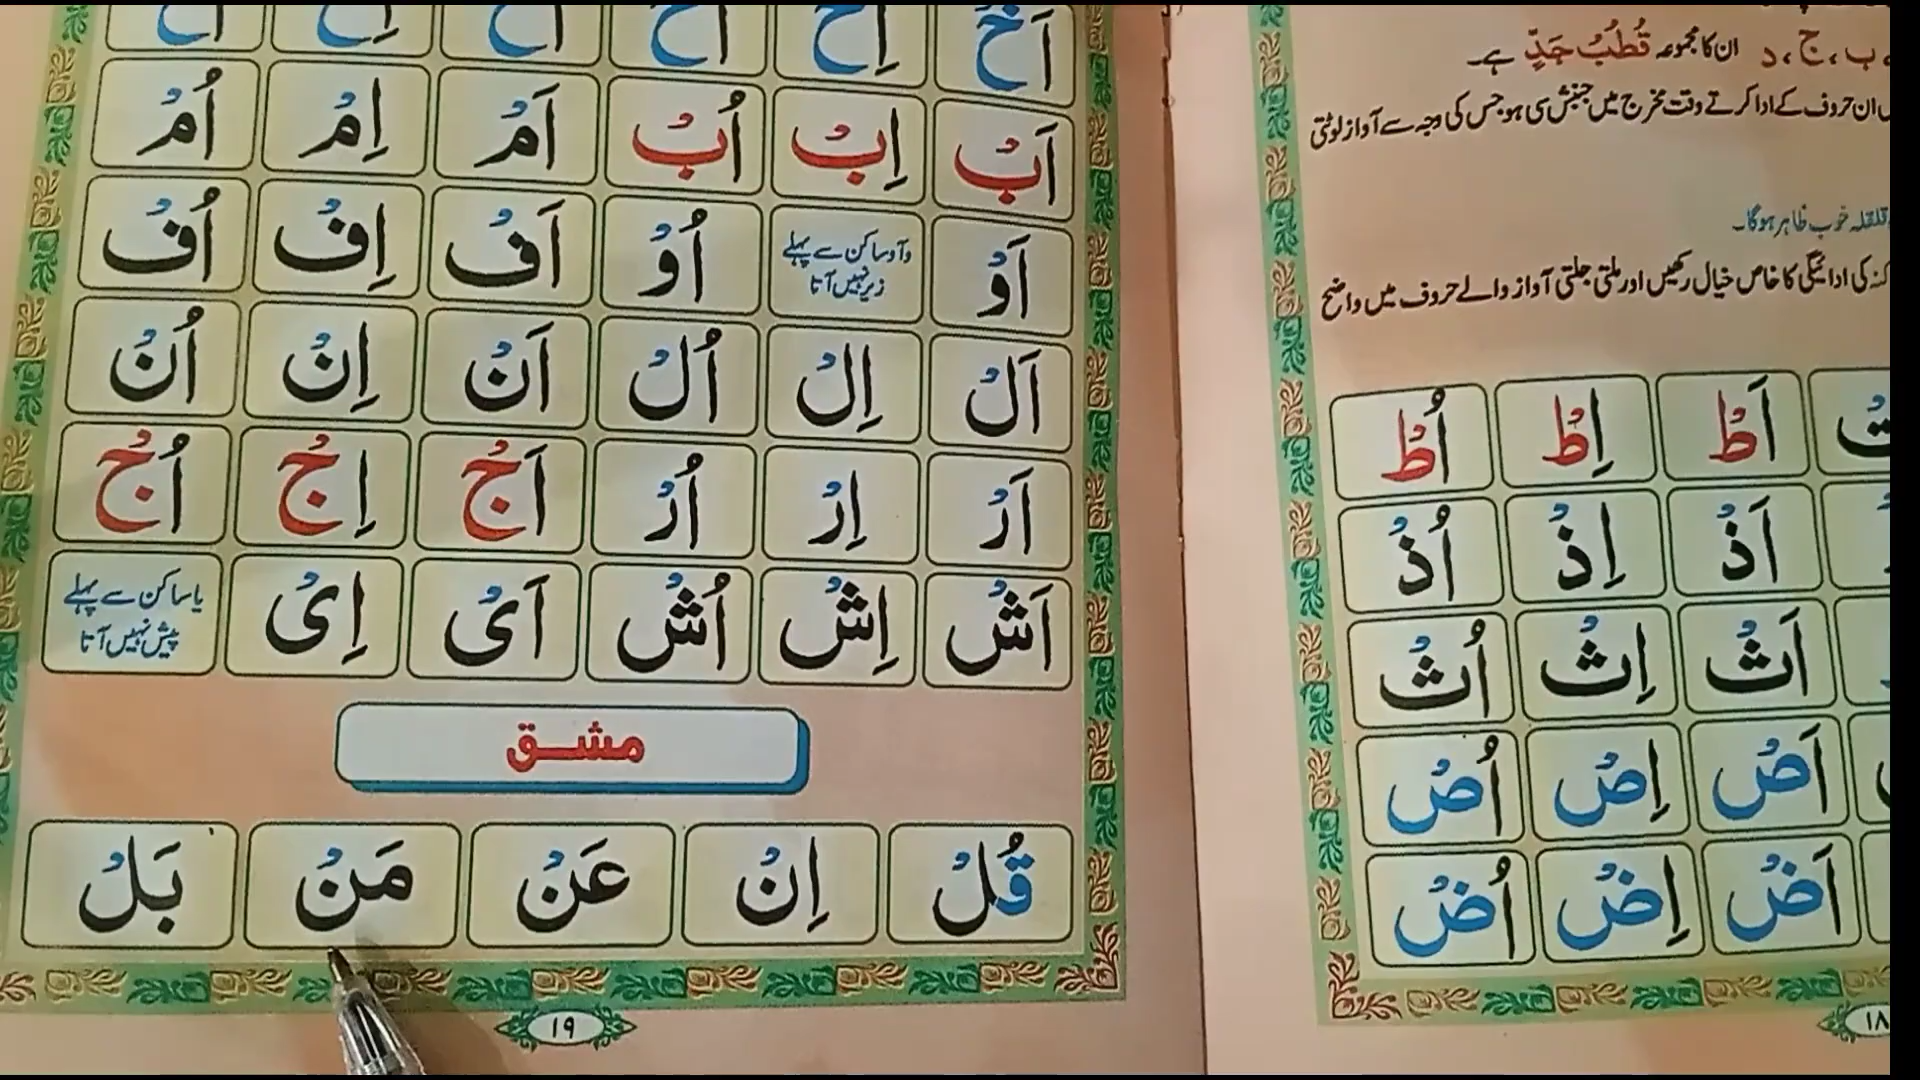 ب، ج، د ان کا مجموعہ قُطْبُ جَدٍّ ہے۔
ان حروف کے ادا کرتے وقت مخرج میں جنبش سی ہو جس کی وجہ سے آواز لوٹتی
قلقلہ خوب ظاہر ہوگا۔
کی ادائیگی کا خاص خیال رکھیں اور ملتی جلتی آواز والے حروف میں واضح
اَطْ اِطْ اُطْ
اَذْ اِذْ اُذْ
اَثْ اِثْ اُثْ
اَصْ اِصْ اُصْ
اَضْ اِضْ اُضْ
١٨
اَخْ
اَبْ اِبْ اُبْ اَمْ اِمْ اُمْ
اَوْ واؤ ساکن سے پہلے زیر نہیں آتا اُوْ اَفْ اِفْ اُفْ
اَلْ اِلْ اُلْ اَنْ اِنْ اُنْ
اَرْ اِرْ اُرْ اَجْ اِجْ اُجْ
اَشْ اِشْ اُشْ اَیْ اِیْ یا ساکن سے پہلے پیش نہیں آتا
مشق
قُلْ اِنْ عَنْ مَنْ بَلْ
١٩